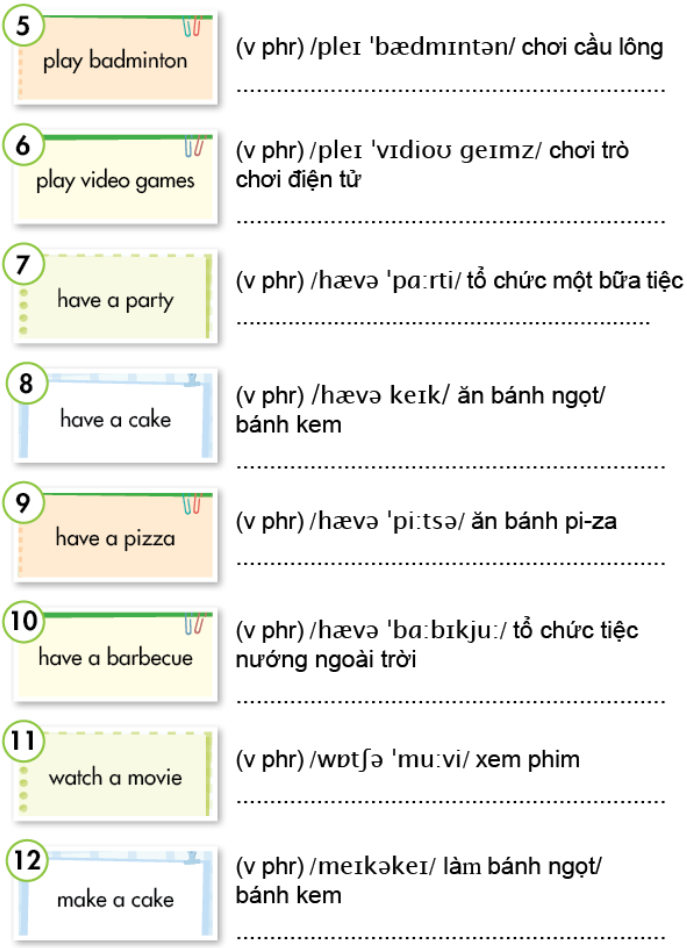 5
play badminton
(v phr) /pleɪ ˈbædmɪntən/ chơi cầu lông
................................................................
6
play video games
(v phr) /pleɪ ˈvɪdioʊ geɪmz/ chơi trò
chơi điện tử
................................................................
7
have a party
(v phr) /hævə ˈpɑːrti/ tổ chức một bữa tiệc
..............................................................
8
have a cake
(v phr) /hævə keɪk/ ăn bánh ngọt/
bánh kem
................................................................
9
have a pizza
(v phr) /hævə ˈpiːtsə/ ăn bánh pi-za
................................................................
10
have a barbecue
(v phr) /hævə ˈbɑːbɪkjuː/ tổ chức tiệc
nướng ngoài trời
................................................................
11
watch a movie
(v phr) /wɒtʃə ˈmuːvi/ xem phim
................................................................
12
make a cake
(v phr) /meɪkəkeɪ/ làm bánh ngọt/
bánh kem
................................................................